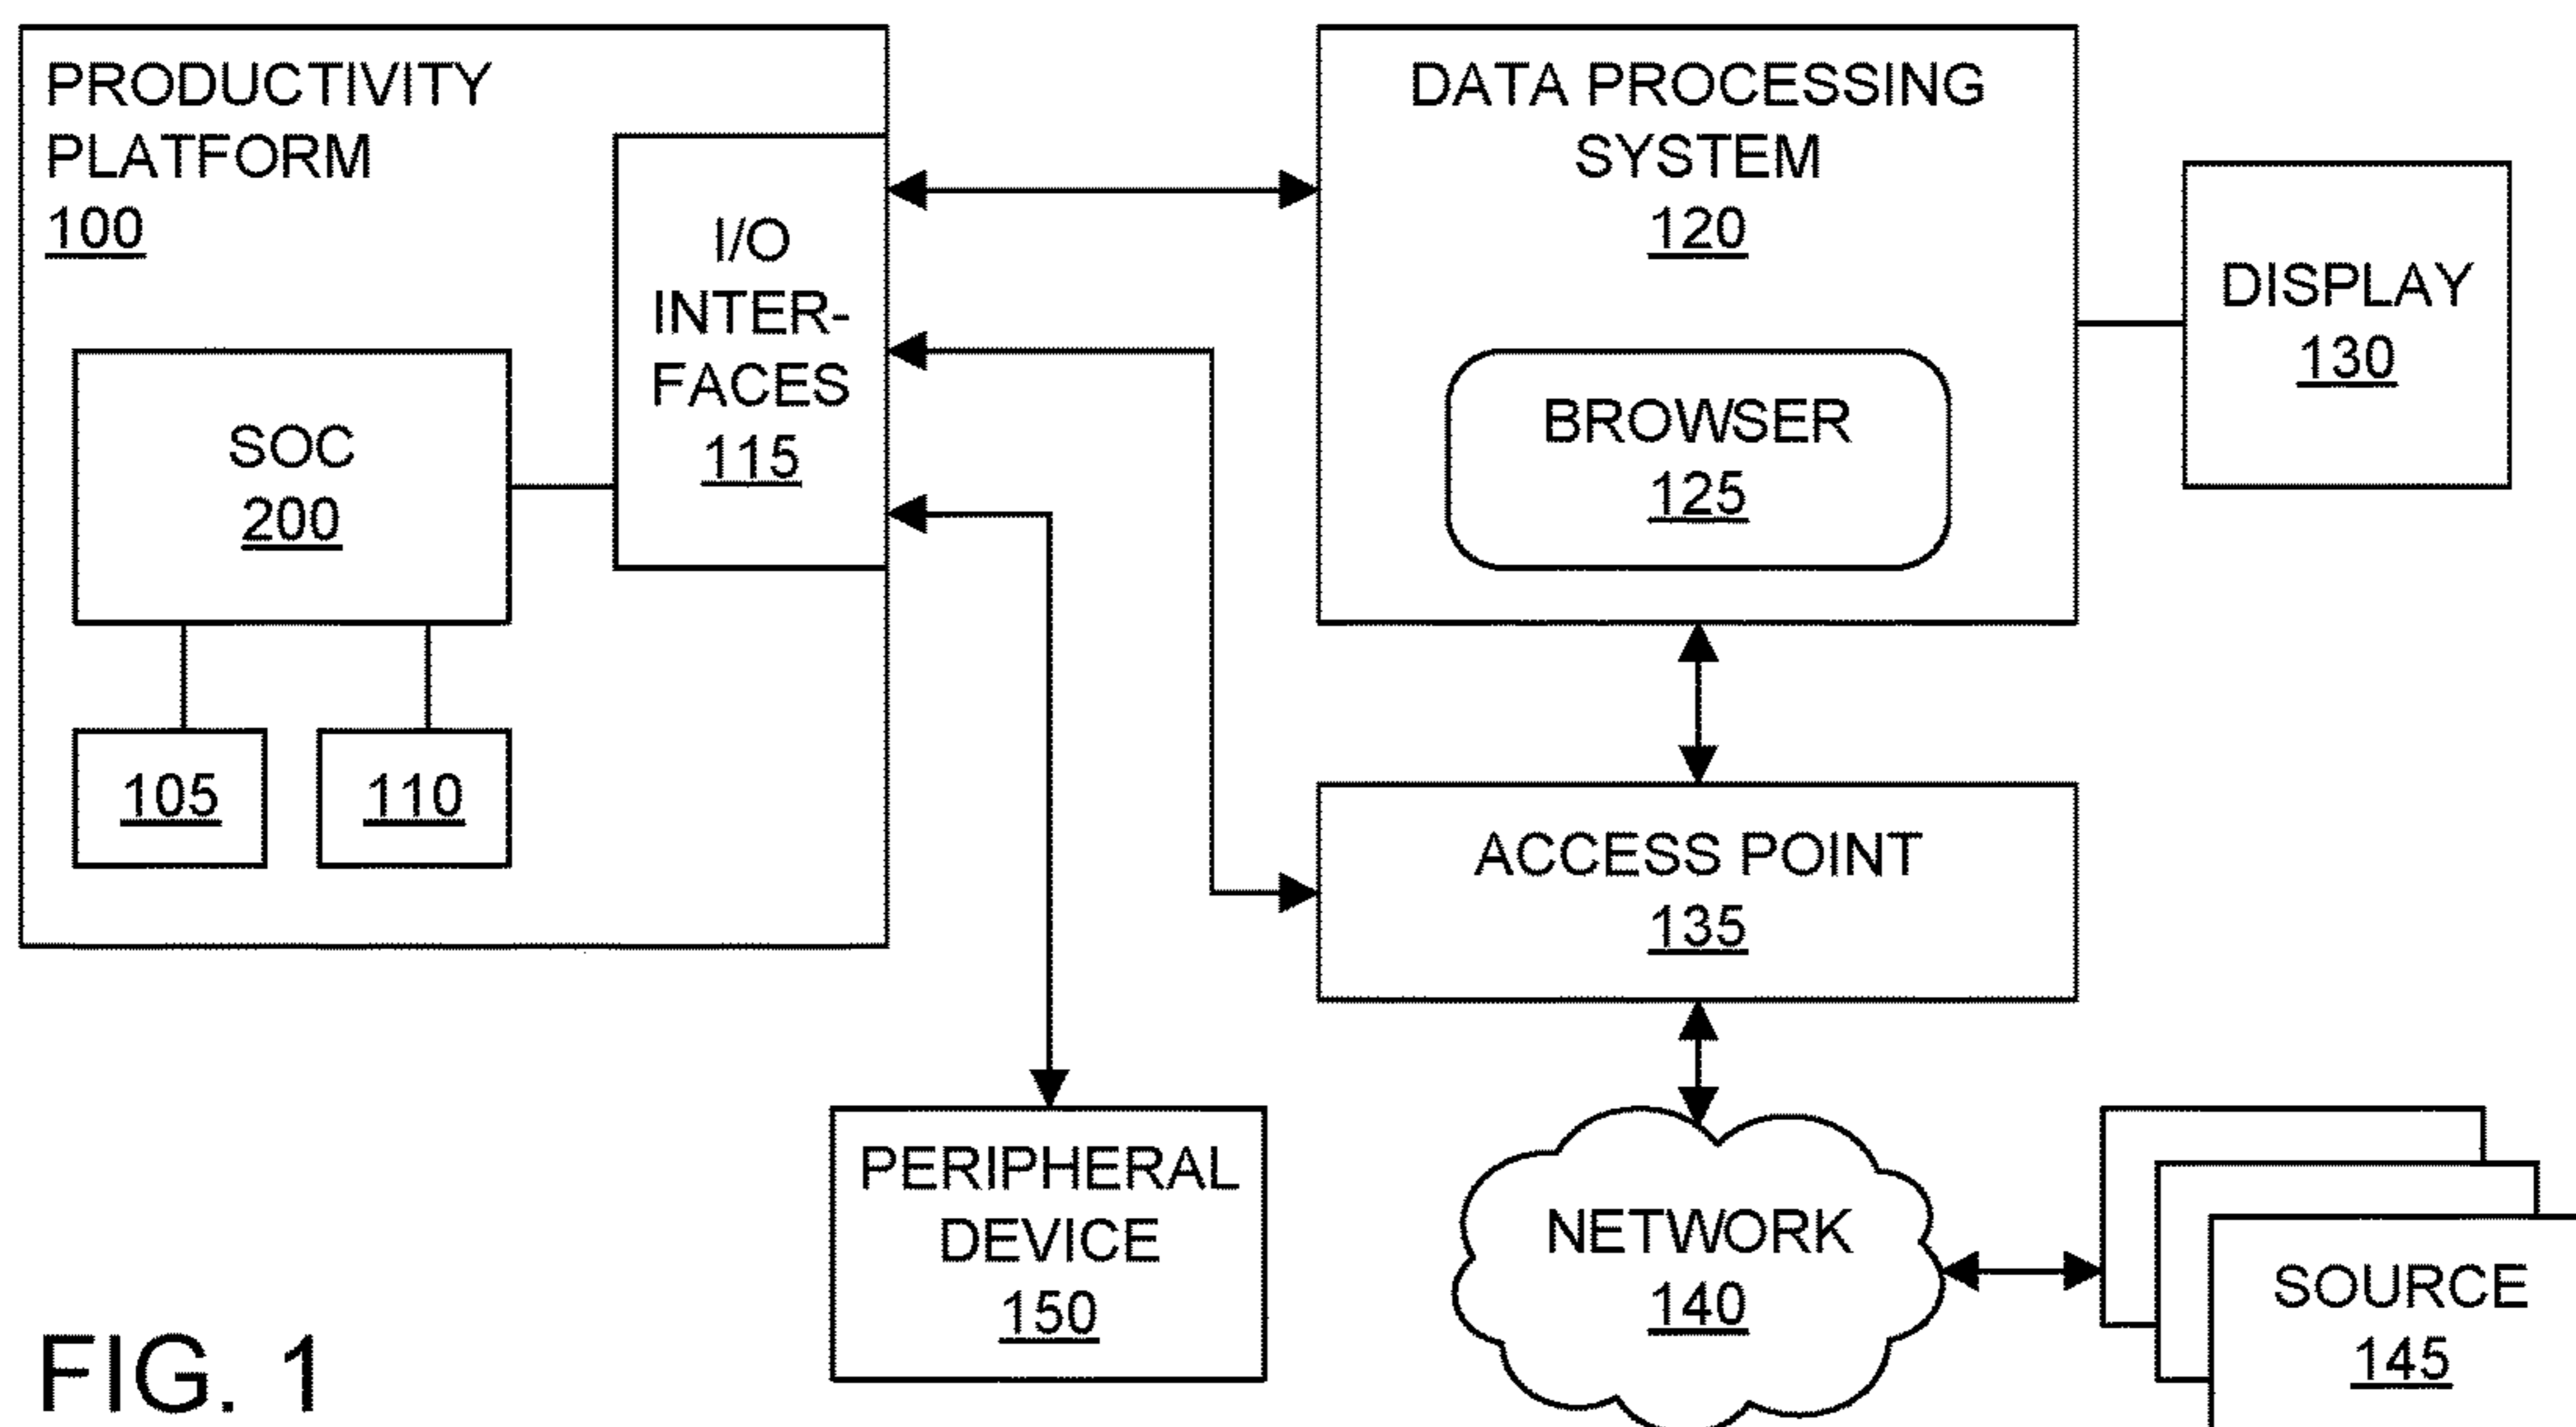 PRODUCTIVITY
PLATFORM
100
I/O
INTER-
FACES
115
SOC
200
105
110
DATA PROCESSING
SYSTEM
120
BROWSER
125
DISPLAY
130
ACCESS POINT
135
PERIPHERAL
DEVICE
150
NETWORK
140
SOURCE
145
FIG. 1